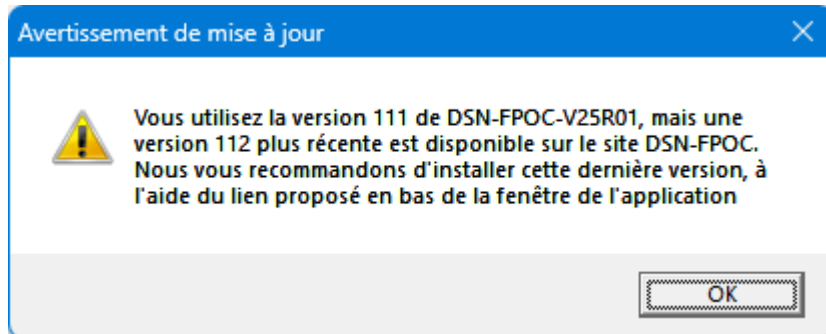 Avertissement de mise à jour
Vous utilisez la version 111 de DSN-FPOC-V25R01, mais une
version 112 plus récente est disponible sur le site DSN-FPOC.
Nous vous recommandons d'installer cette dernière version, à
l'aide du lien proposé en bas de la fenêtre de l'application
OK